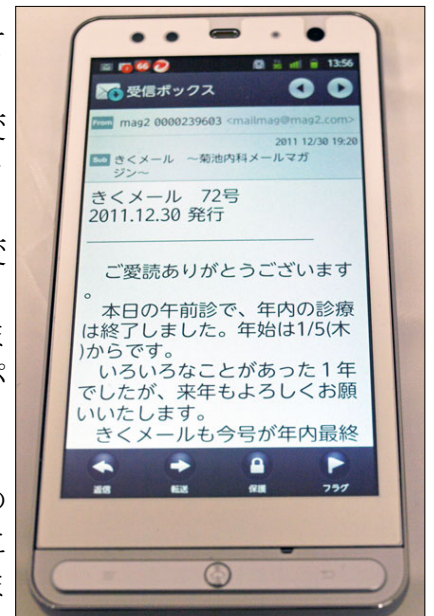 13:56
受信ボックス
From mag2 0000239603 <mailmag@mag2.com>
2011 12/30 19:20
Sub きくメール ～菊池内科メールマガ
ジン～
きくメール 72号
2011.12.30 発行
ご愛読ありがとうございます
。
本日の午前診で、年内の診療
は終了しました。年始は1/5(木
)からです。
いろいろなことがあった１年
でしたが、来年もよろしくお願
いいたします。
きくメールも今号が年内最終
返信 転送 保護 フラグ